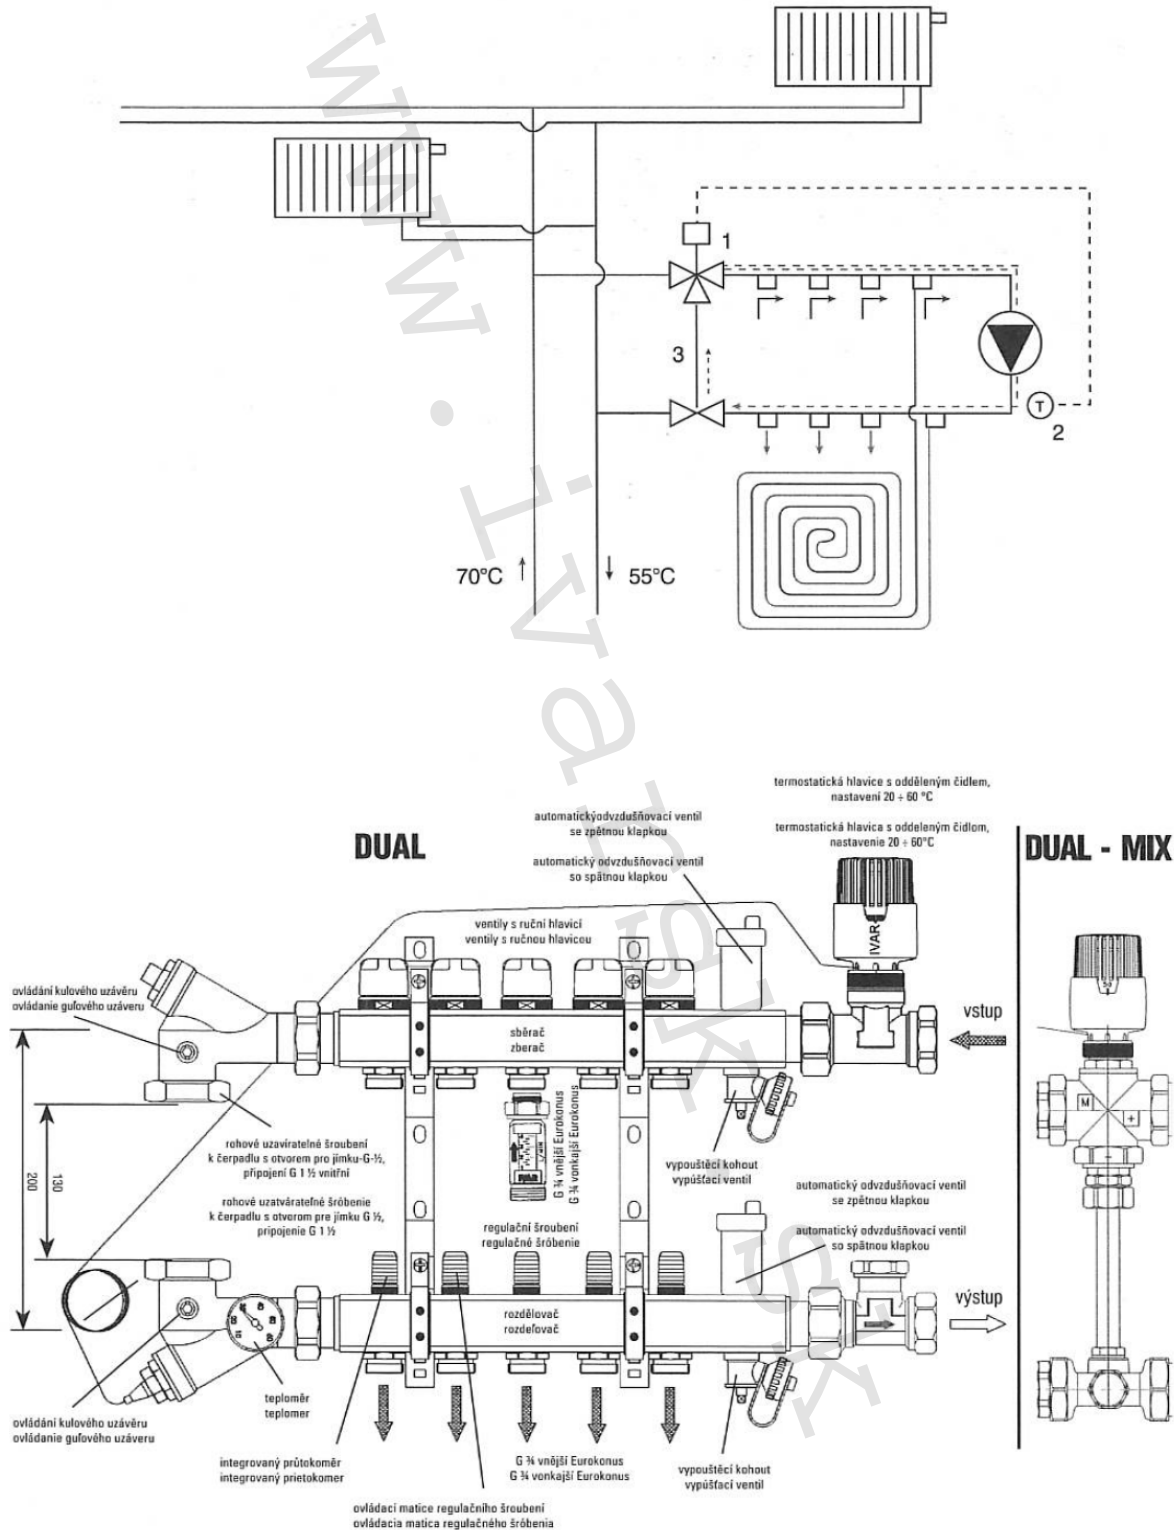 1
3
T
2
70°C
55°C
www.ivarsk.sk
termostatická hlavice s odděleným čidlem,
nastavení 20 ÷ 60 °C
termostatická hlavica s oddeleným čidlom,
nastavenie 20 ÷ 60°C
automatickýodvzdušňovací ventil
se zpětnou klapkou
automatický odvzdušňovací ventil
so spätnou klapkou
DUAL
DUAL - MIX
ventily s ruční hlavicí
ventily s ručnou hlavicou
IVAR
ovládání kulového uzávěru
ovládanie guľového uzáveru
sběrač
zberač
vstup
M
+
-
G ¾ vnější Eurokonus
G ¾ vonkajší Eurokonus
rohové uzavíratelné šroubení
k čerpadlu s otvorem pro jímku-G-½,
připojení G 1 ½ vnitřní
rohové uzatvárateľné šróbenie
k čerpadlu s otvorom pre jímku G ½,
pripojenie G 1 ½
200
130
vypouštěcí kohout
vypúšťací ventil
regulační šroubení
regulačné šróbenie
automatický odvzdušňovací ventil
se zpětnou klapkou
automatický odvzdušňovací ventil
so spätnou klapkou
rozdělovač
rozdeľovač
výstup
teploměr
teplomer
ovládání kulového uzávěru
ovládanie guľového uzáveru
integrovaný průtokoměr
integrovaný prietokomer
G ¾ vnější Eurokonus
G ¾ vonkajší Eurokonus
vypouštěcí kohout
vypúšťací ventil
ovládací matice regulačního šroubení
ovládacia matica regulačného šróbenia